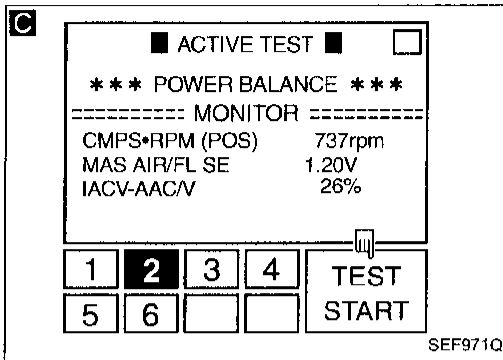 C
■ ACTIVE TEST ■
*** POWER BALANCE ***
========== MONITOR ==========
CMPS•RPM (POS) 737rpm
MAS AIR/FL SE 1.20V
IACV-AAC/V 26%
1 2 3 4
TEST
START
5 6
SEF971Q